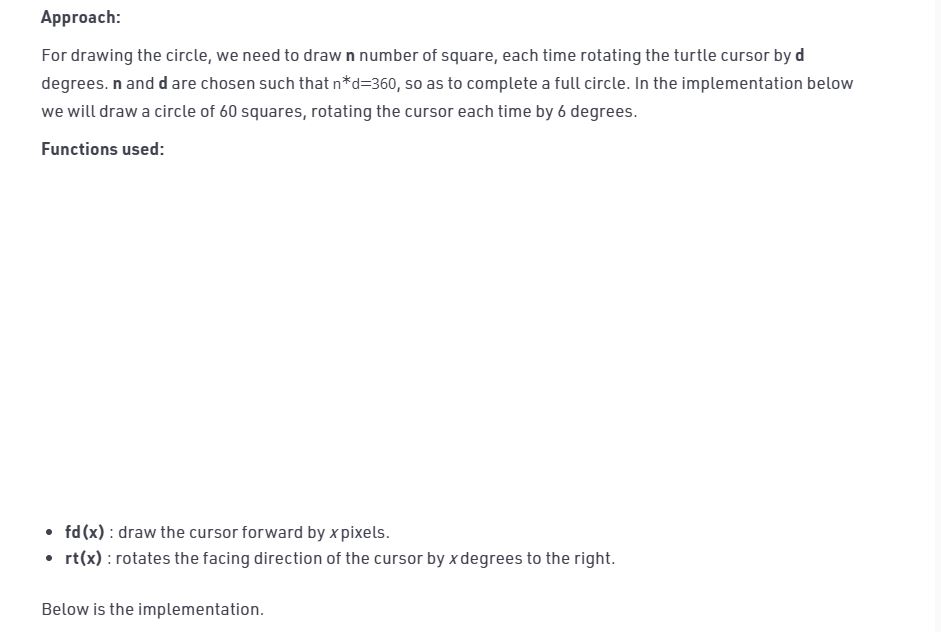 Approach:
For drawing the circle, we need to draw n number of square, each time rotating the turtle cursor by d
degrees. n and d are chosen such that n*d=360, so as to complete a full circle. In the implementation below
we will draw a circle of 60 squares, rotating the cursor each time by 6 degrees.
Functions used:
• fd(x) : draw the cursor forward by x pixels.
• rt(x) : rotates the facing direction of the cursor by x degrees to the right.
Below is the implementation.